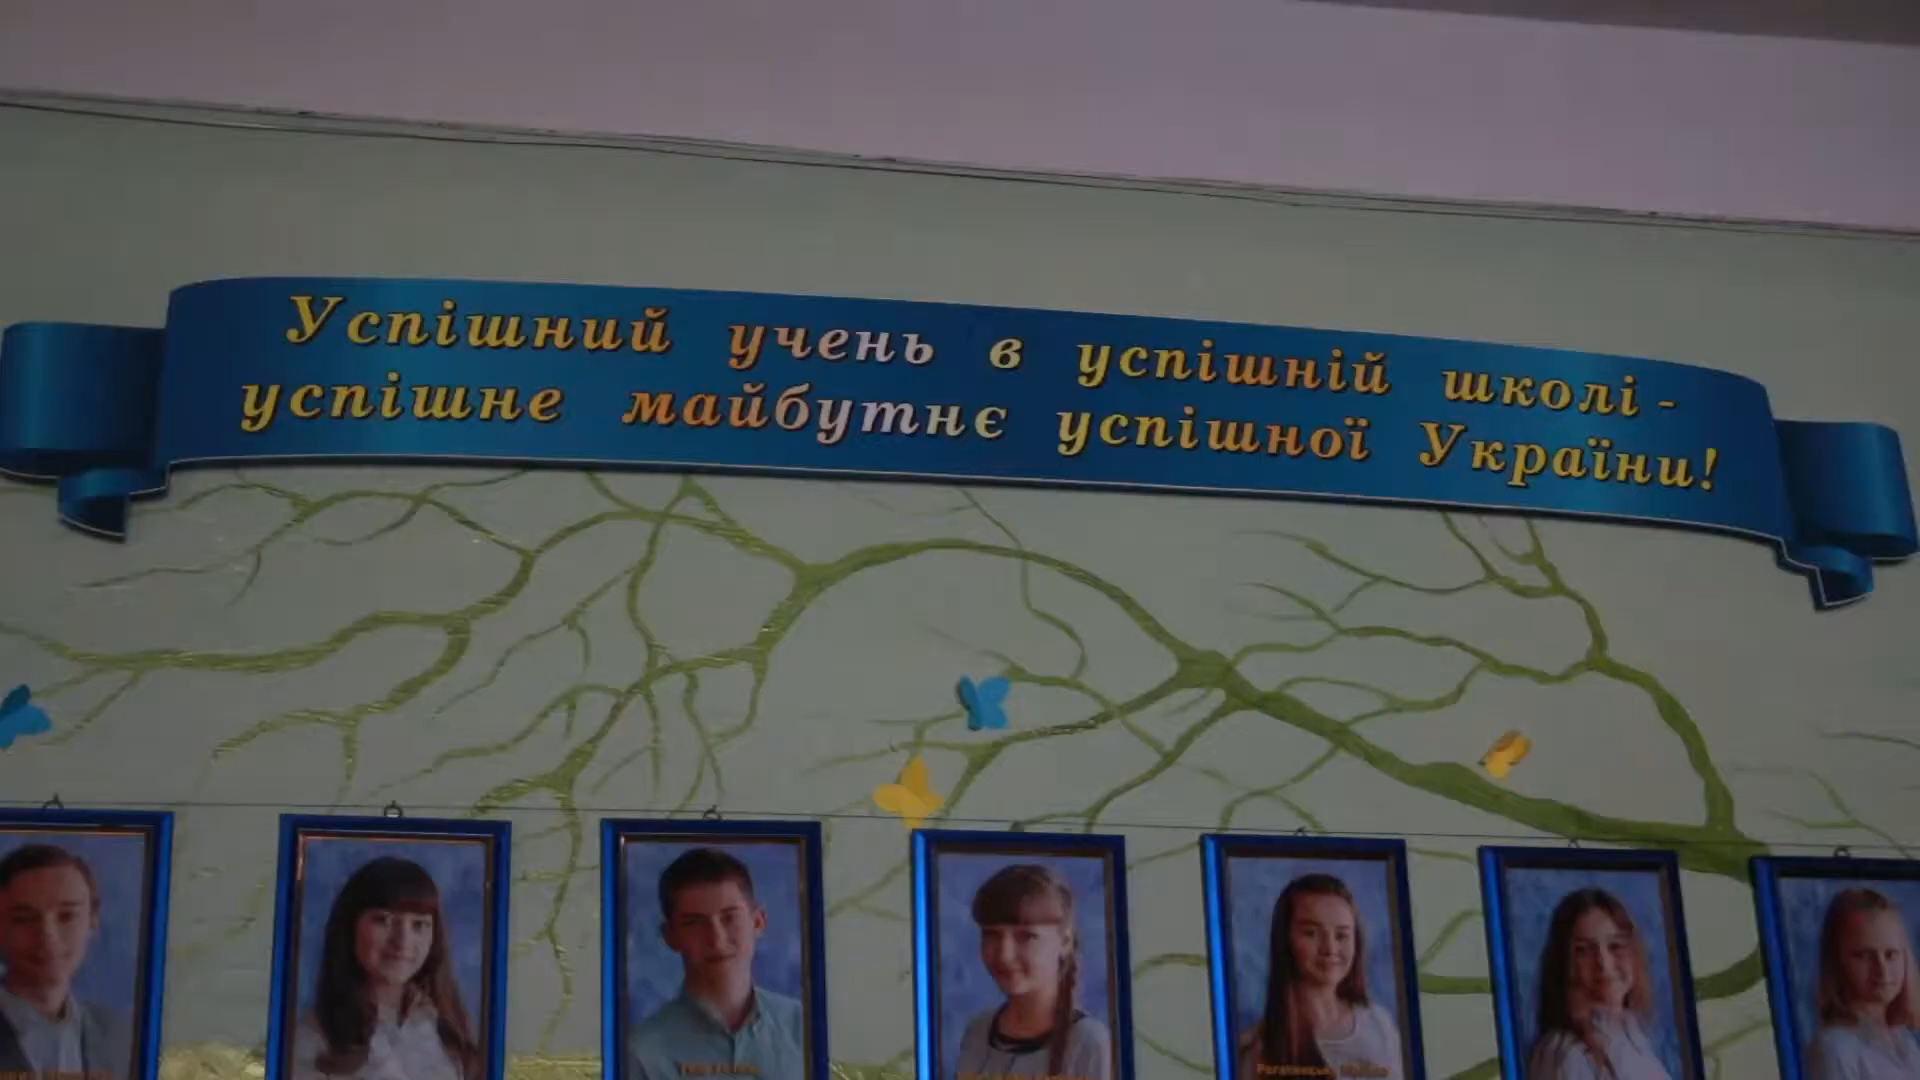 Успішний учень в успішній школі -
успішне майбутнє успішної України!